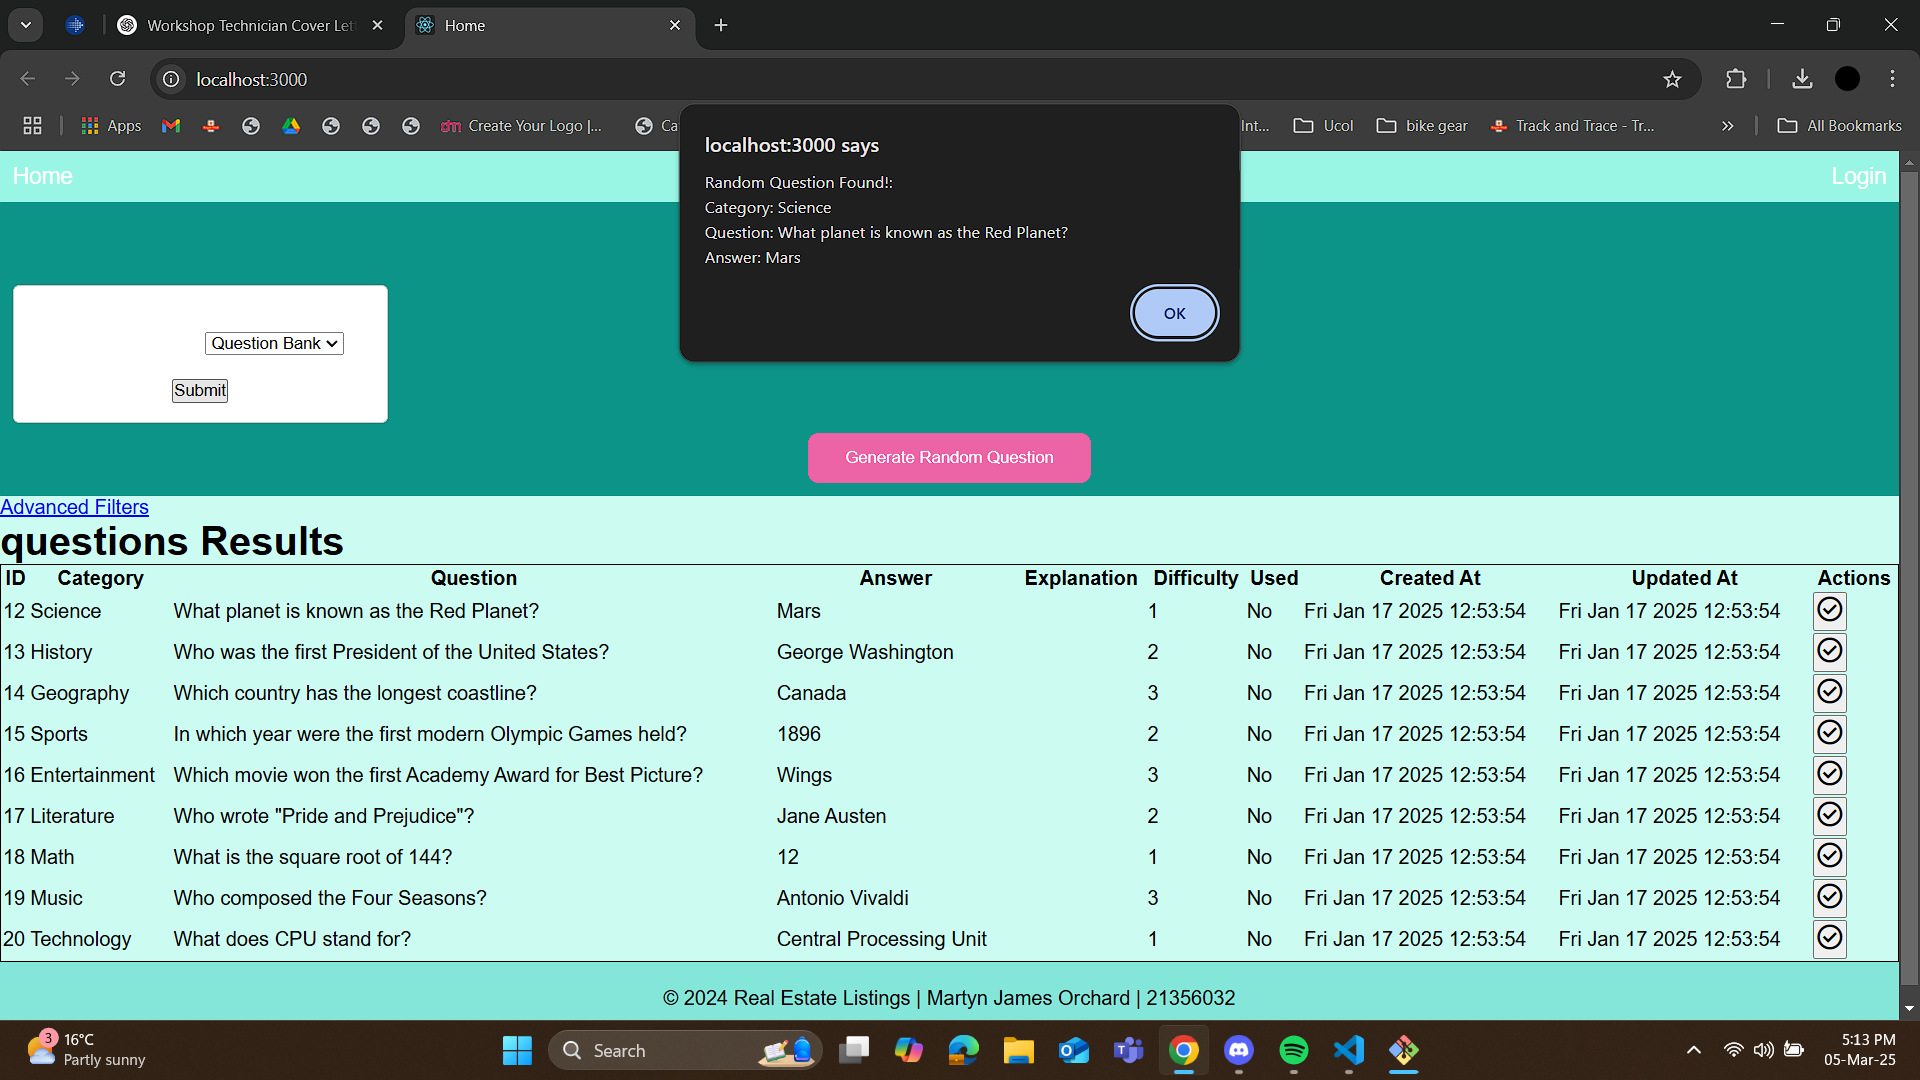 Workshop Technician Cover Lett
Home
localhost:3000
Apps
Create Your Logo |...
Ca
Int...
Ucol
bike gear
Track and Trace - Tr...
All Bookmarks
localhost:3000 says
Random Question Found!:
Category: Science
Question: What planet is known as the Red Planet?
Answer: Mars
OK
Home
Login
Question Bank
Submit
Generate Random Question
Advanced Filters
questions Results
ID Category Question Answer Explanation Difficulty Used Created At Updated At Actions
12 Science What planet is known as the Red Planet? Mars 1 No Fri Jan 17 2025 12:53:54 Fri Jan 17 2025 12:53:54
13 History Who was the first President of the United States? George Washington 2 No Fri Jan 17 2025 12:53:54 Fri Jan 17 2025 12:53:54
14 Geography Which country has the longest coastline? Canada 3 No Fri Jan 17 2025 12:53:54 Fri Jan 17 2025 12:53:54
15 Sports In which year were the first modern Olympic Games held? 1896 2 No Fri Jan 17 2025 12:53:54 Fri Jan 17 2025 12:53:54
16 Entertainment Which movie won the first Academy Award for Best Picture? Wings 3 No Fri Jan 17 2025 12:53:54 Fri Jan 17 2025 12:53:54
17 Literature Who wrote "Pride and Prejudice"? Jane Austen 2 No Fri Jan 17 2025 12:53:54 Fri Jan 17 2025 12:53:54
18 Math What is the square root of 144? 12 1 No Fri Jan 17 2025 12:53:54 Fri Jan 17 2025 12:53:54
19 Music Who composed the Four Seasons? Antonio Vivaldi 3 No Fri Jan 17 2025 12:53:54 Fri Jan 17 2025 12:53:54
20 Technology What does CPU stand for? Central Processing Unit 1 No Fri Jan 17 2025 12:53:54 Fri Jan 17 2025 12:53:54
© 2024 Real Estate Listings | Martyn James Orchard | 21356032
3
16°C
Partly sunny
Search
5:13 PM
05-Mar-25